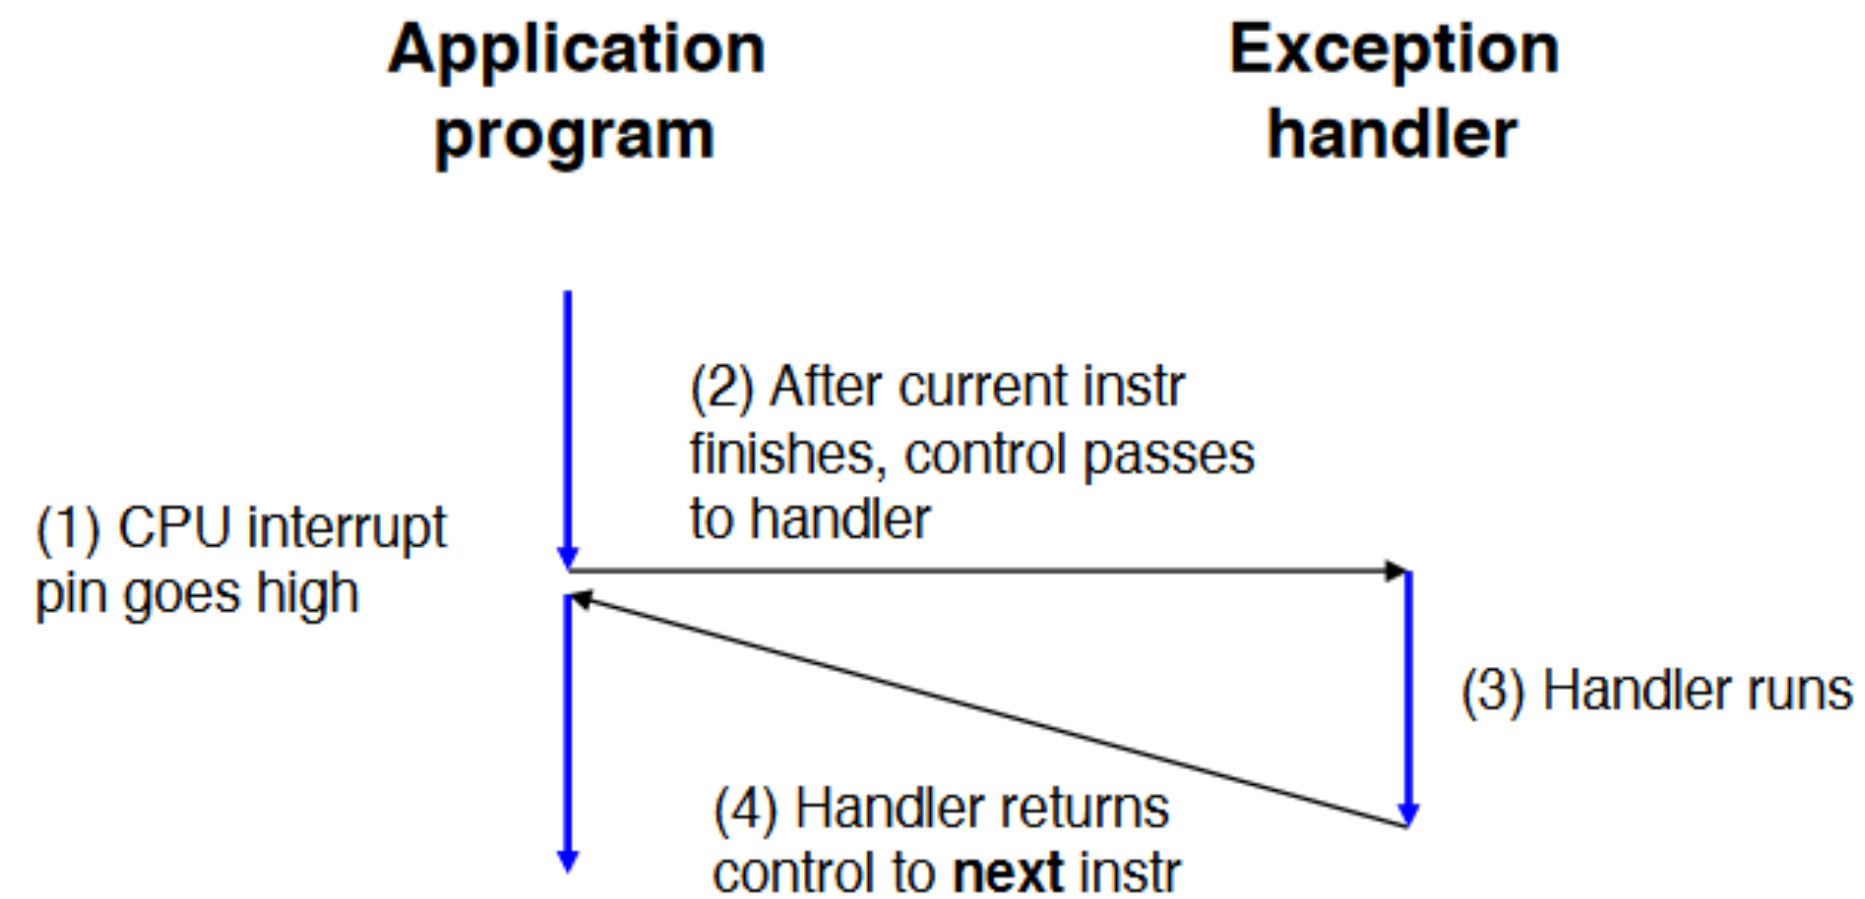 Application
program
Exception
handler
(1) CPU interrupt
pin goes high
(2) After current instr
finishes, control passes
to handler
(3) Handler runs
(4) Handler returns
control to next instr